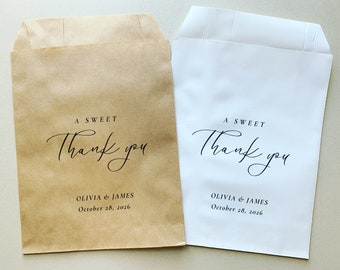 A SWEET
Thank you
OLIVIA & JAMES
October 28, 2026
A SWEET
Thank you
OLIVIA & JAMES
October 28, 2026